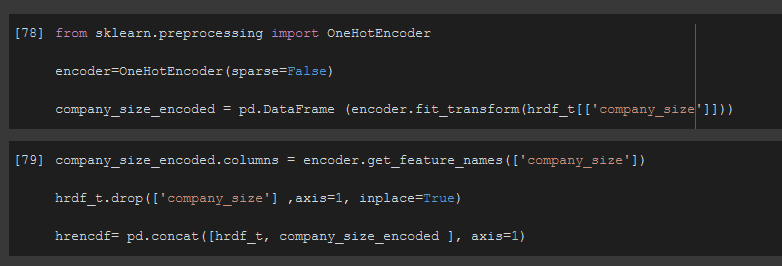 [78] from sklearn.preprocessing import OneHotEncoder
encoder=OneHotEncoder(sparse=False)
company_size_encoded = pd.DataFrame (encoder.fit_transform(hrdf_t[['company_size']]))
[79] company_size_encoded.columns = encoder.get_feature_names(['company_size'])
hrdf_t.drop(['company_size'] ,axis=1, inplace=True)
hrencdf= pd.concat([hrdf_t, company_size_encoded ], axis=1)